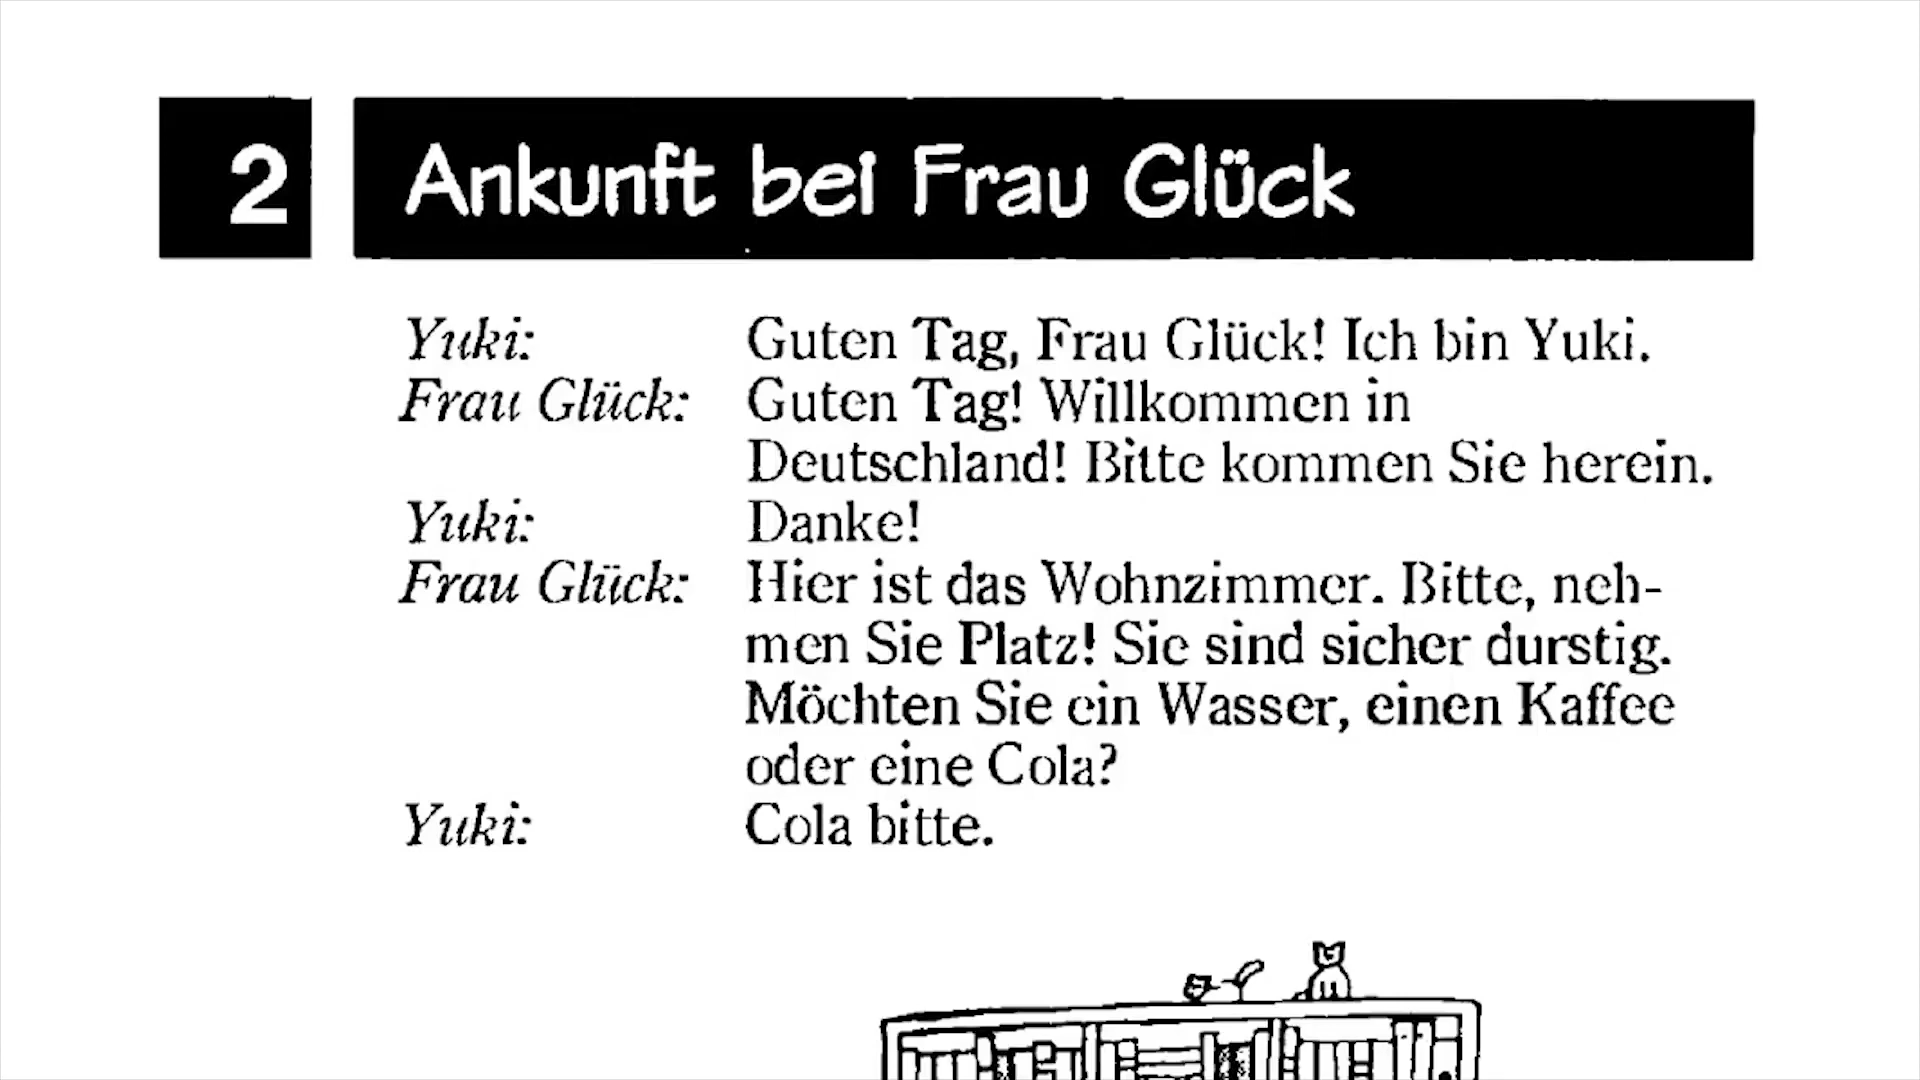 2 Ankunft bei Frau Glück
Yuki: Guten Tag, Frau Glück! Ich bin Yuki.
Frau Glück: Guten Tag! Willkommen in
Deutschland! Bitte kommen Sie herein.
Yuki: Danke!
Frau Glück: Hier ist das Wohnzimmer. Bitte, neh-
men Sie Platz! Sie sind sicher durstig.
Möchten Sie ein Wasser, einen Kaffee
oder eine Cola?
Yuki: Cola bitte.